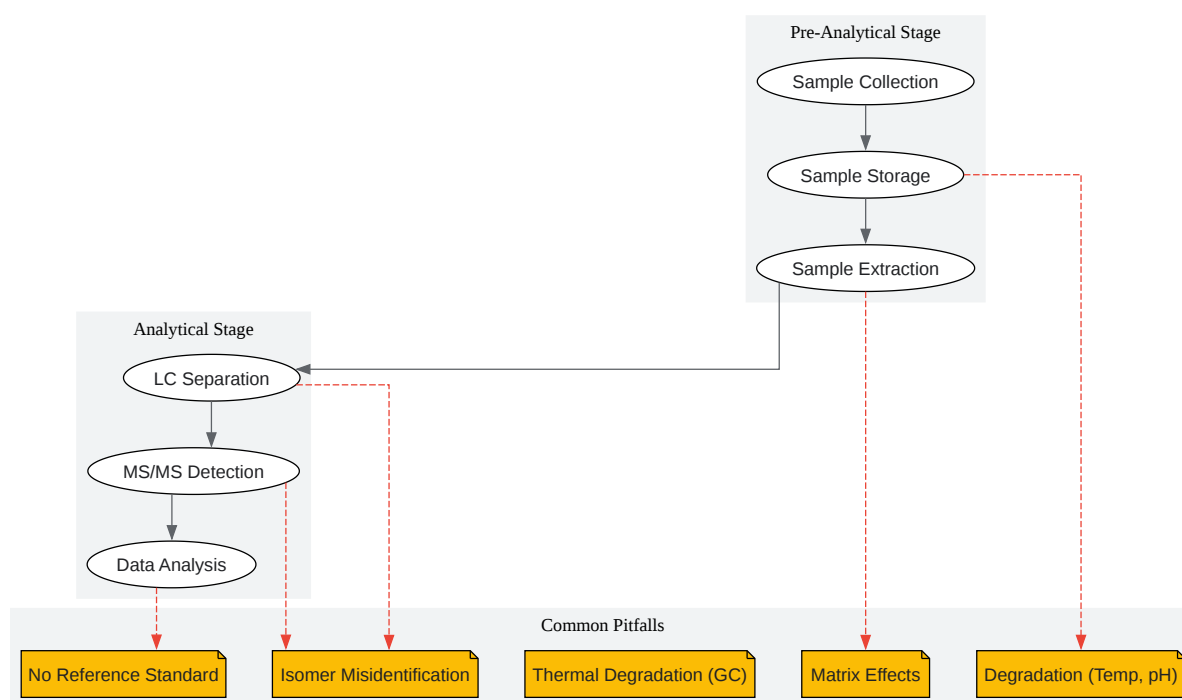 Pre-Analytical Stage
Sample Collection
Sample Storage
Sample Extraction
Analytical Stage
LC Separation
MS/MS Detection
Data Analysis
Common Pitfalls
No Reference Standard
Isomer Misidentification
Thermal Degradation (GC)
Matrix Effects
Degradation (Temp, pH)